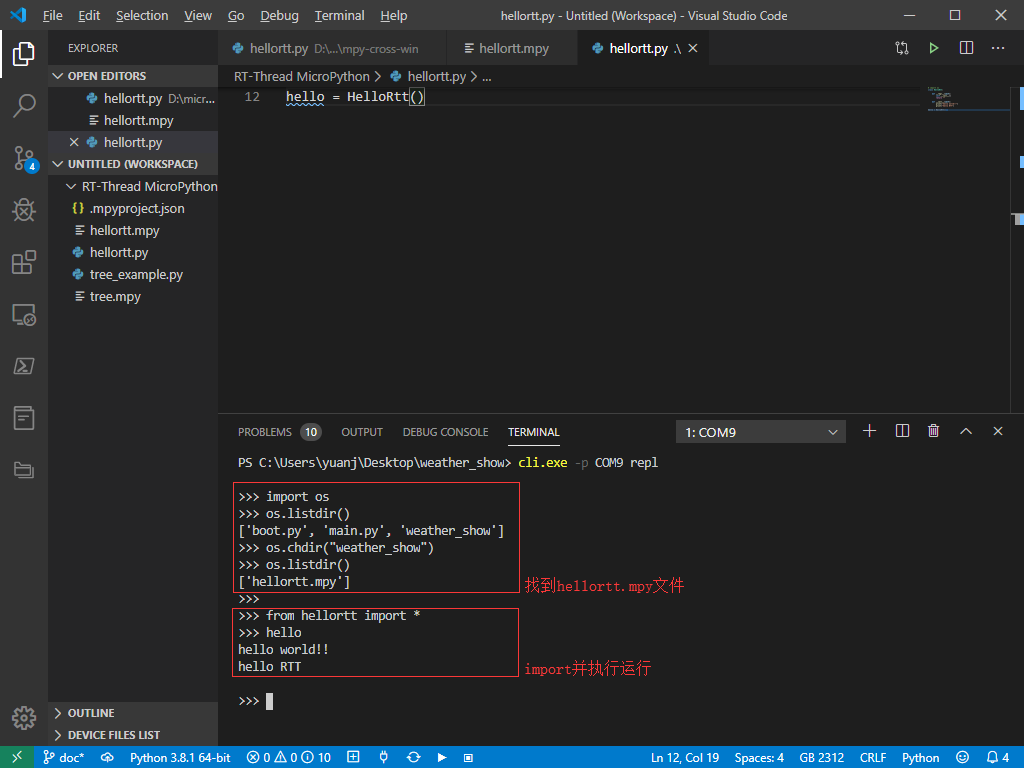 File Edit Selection View Go Debug Terminal Help hellortt.py - Untitled (Workspace) - Visual Studio Code
EXPLORER
OPEN EDITORS
hellortt.py D:\micr...
hellortt.mpy
hellortt.py
UNTITLED (WORKSPACE)
RT-Thread MicroPython
.mpyproject.json
hellortt.mpy
hellortt.py
tree_example.py
tree.mpy
OUTLINE
DEVICE FILES LIST
4
hellortt.py D:\...\mpy-cross-win hellortt.mpy hellortt.py .\
RT-Thread MicroPython > hellortt.py > ...
12 hello = HelloRtt()
PROBLEMS 10 OUTPUT DEBUG CONSOLE TERMINAL 1: COM9
PS C:\Users\yuanj\Desktop\weather_show> cli.exe -p COM9 repl
>>> import os
>>> os.listdir()
['boot.py', 'main.py', 'weather_show']
>>> os.chdir("weather_show")
>>> os.listdir()
['hellortt.mpy']
找到hellortt.mpy文件
>>>
>>> from hellortt import *
>>> hello
hello world!!
hello RTT
import并执行运行
>>>
doc* Python 3.8.1 64-bit 0 0 10 Ln 12, Col 19 Spaces: 4 GB 2312 CRLF Python 4